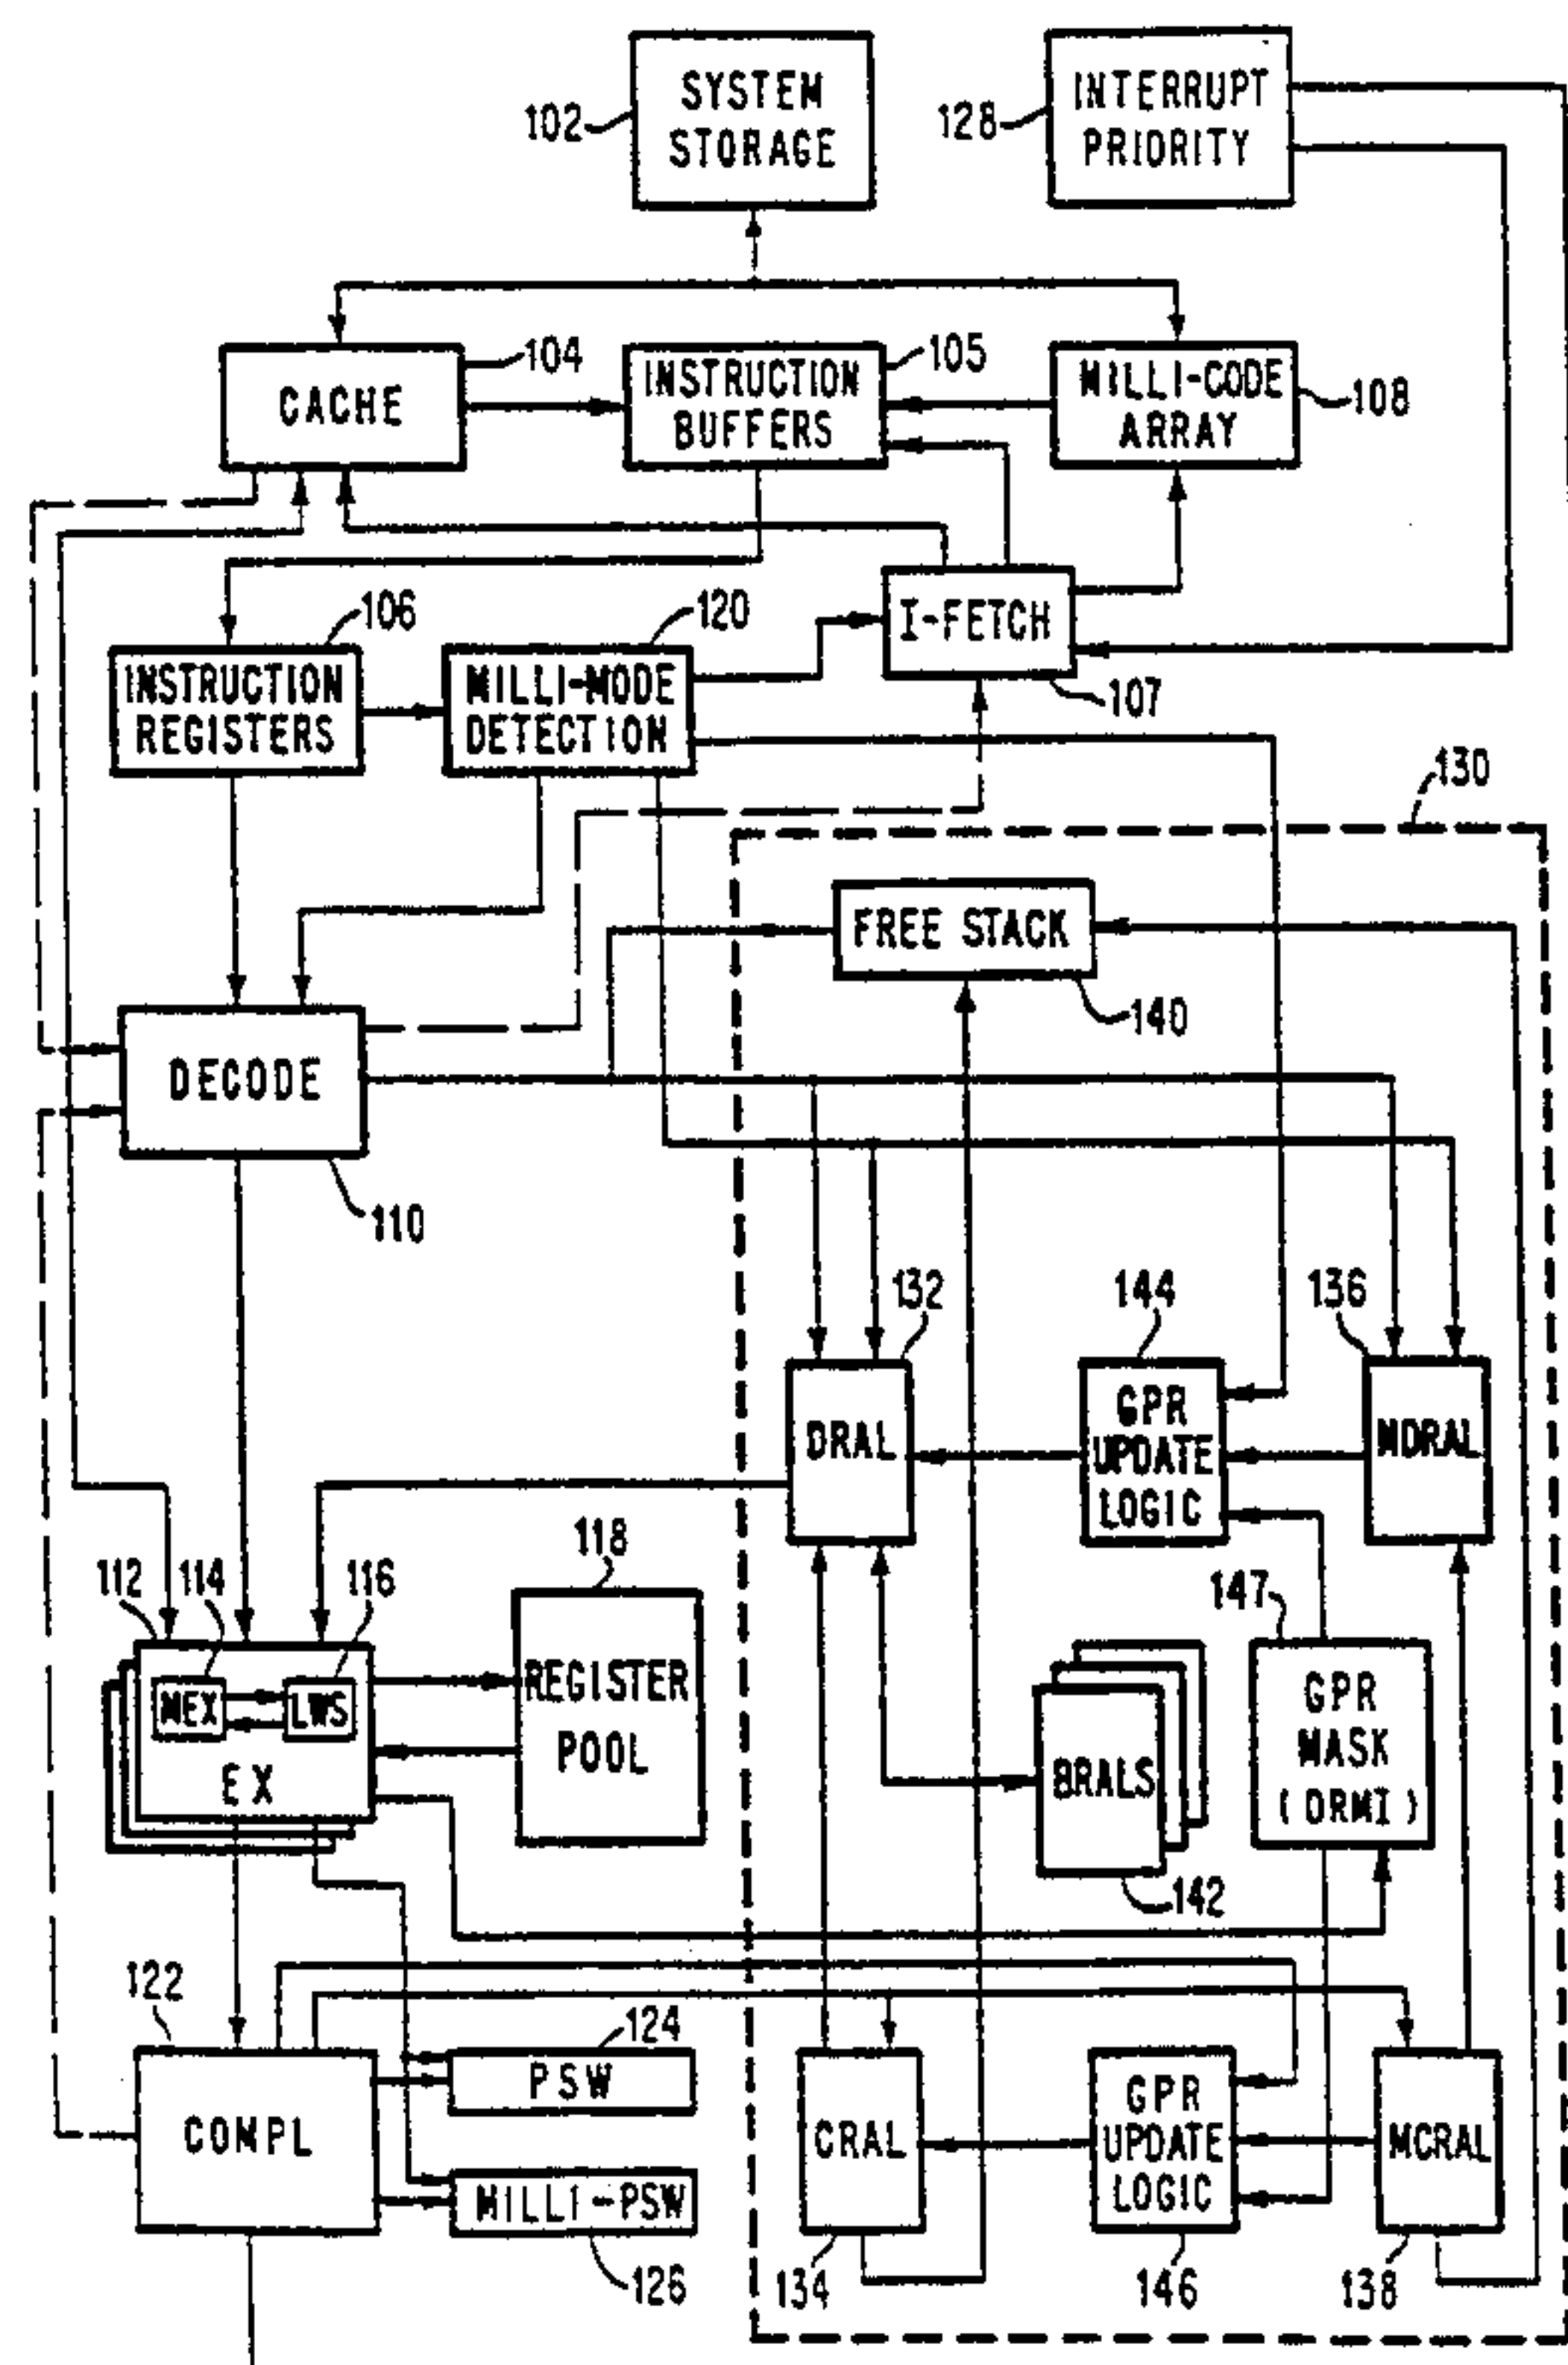 SYSTEM
STORAGE
102
INTERRUPT
PRIORITY
128
CACHE
104
INSTRUCTION
BUFFERS
105
MILLI-CODE
ARRAY
108
INSTRUCTION
REGISTERS
106
MILLI-MODE
DETECTION
120
I-FETCH
107
130
FREE STACK
140
DECODE
110
132
DRAL
144
GPR
UPDATE
LOGIC
136
MDRAL
112
114
116
MEX
LWS
EX
118
REGISTER
POOL
BRALS
142
147
GPR
MASK
(DRMI)
122
COMPL
124
PSW
MILLI-PSW
126
CRAL
134
GPR
UPDATE
LOGIC
146
MCRAL
138